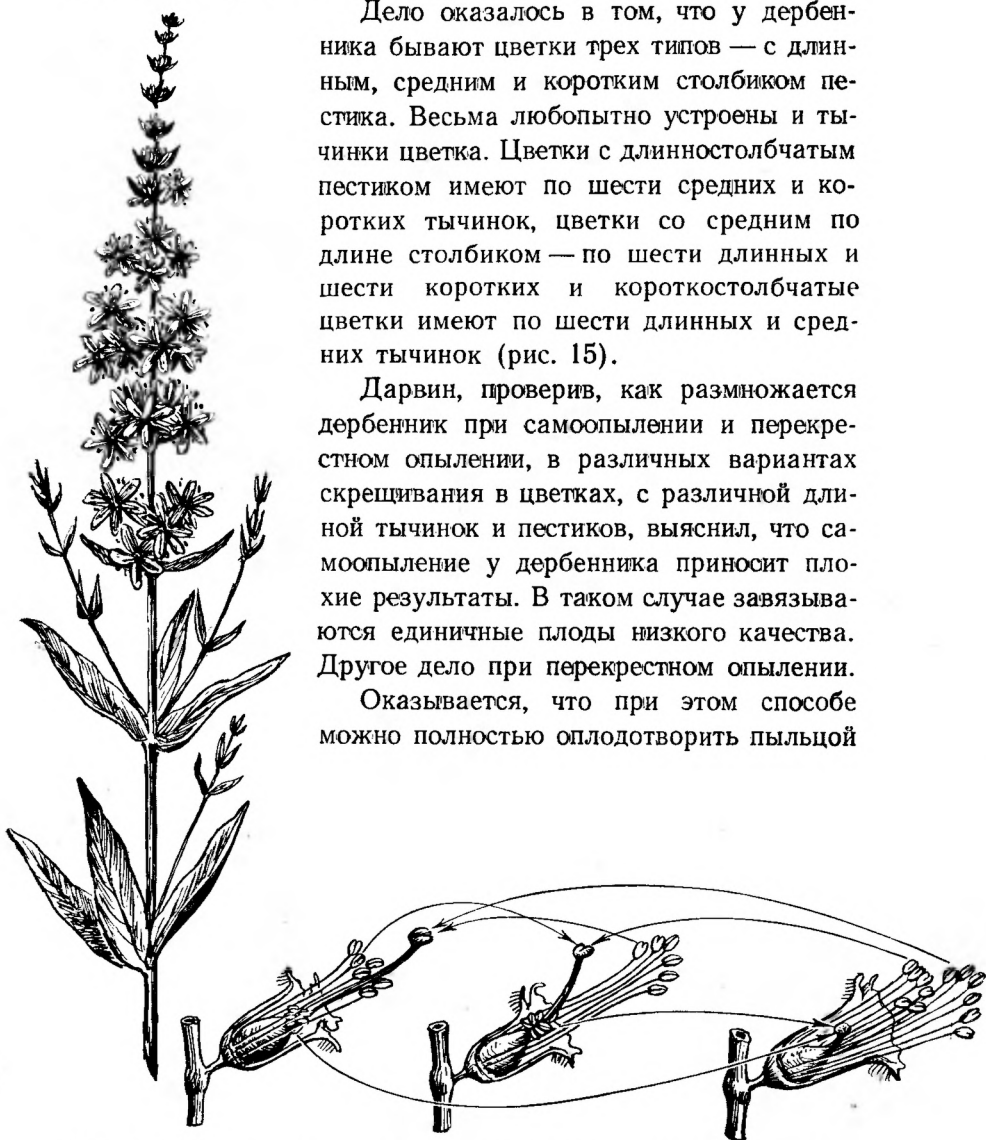 Дело оказалось в том, что у дербен-
ника бывают цветки трех типов — с длин-
ным, средним и коротким столбиком пе-
стика. Весьма любопытно устроены и ты-
чинки цветка. Цветки с длинностолбчатым
пестиком имеют по шести средних и ко-
ротких тычинок, цветки со средним по
длине столбиком — по шести длинных и
шести коротких и короткостолбчатые
цветки имеют по шести длинных и сред-
них тычинок (рис. 15).
Дарвин, проверив, как размножается
дербенник при самоопылении и перекре-
стном опылении, в различных вариантах
скрещивания в цветках, с различной дли-
ной тычинок и пестиков, выяснил, что са-
моопыление у дербенника приносит пло-
хие результаты. В таком случае завязыва-
ются единичные плоды низкого качества.
Другое дело при перекрестном опылении.
Оказывается, что при этом способе
можно полностью оплодотворить пыльцой